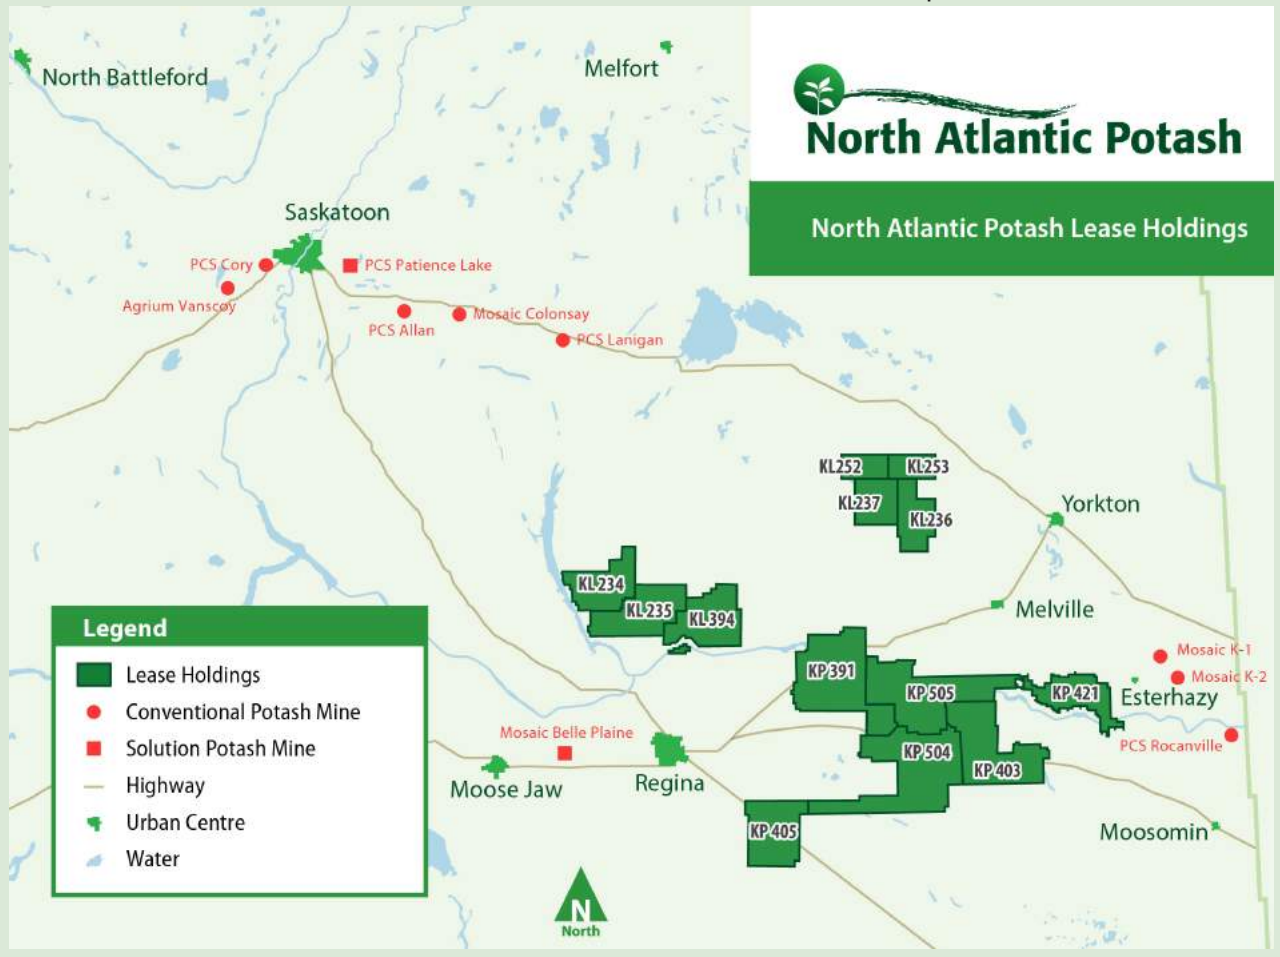 North Battleford
Melfort
North Atlantic Potash
North Atlantic Potash Lease Holdings
Saskatoon
PCS Cory
PCS Patience Lake
Agrium Vanscoy
PCS Allan
Mosaic Colonsay
PCS Lanigan
KL252
KL253
KL237
KL236
Yorkton
KL234
KL235
KL394
Melville
Mosaic K-1
Mosaic K-2
KP 391
KP 505
KP 421
Esterhazy
PCS Rocanville
Mosaic Belle Plaine
KP 504
KP 403
Moose Jaw
Regina
KP 405
Moosomin
Legend
Lease Holdings
Conventional Potash Mine
Solution Potash Mine
Highway
Urban Centre
Water
N
North